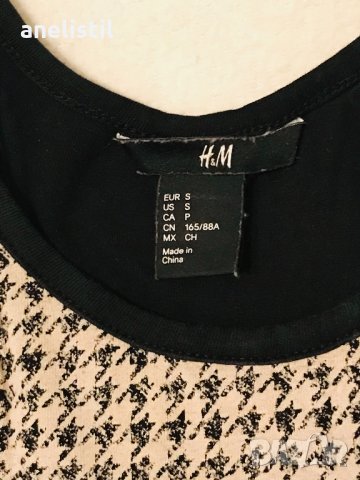 anelistil
H&M
EUR S
US S
CA P
CN 165/88A
MX CH
Made in
China